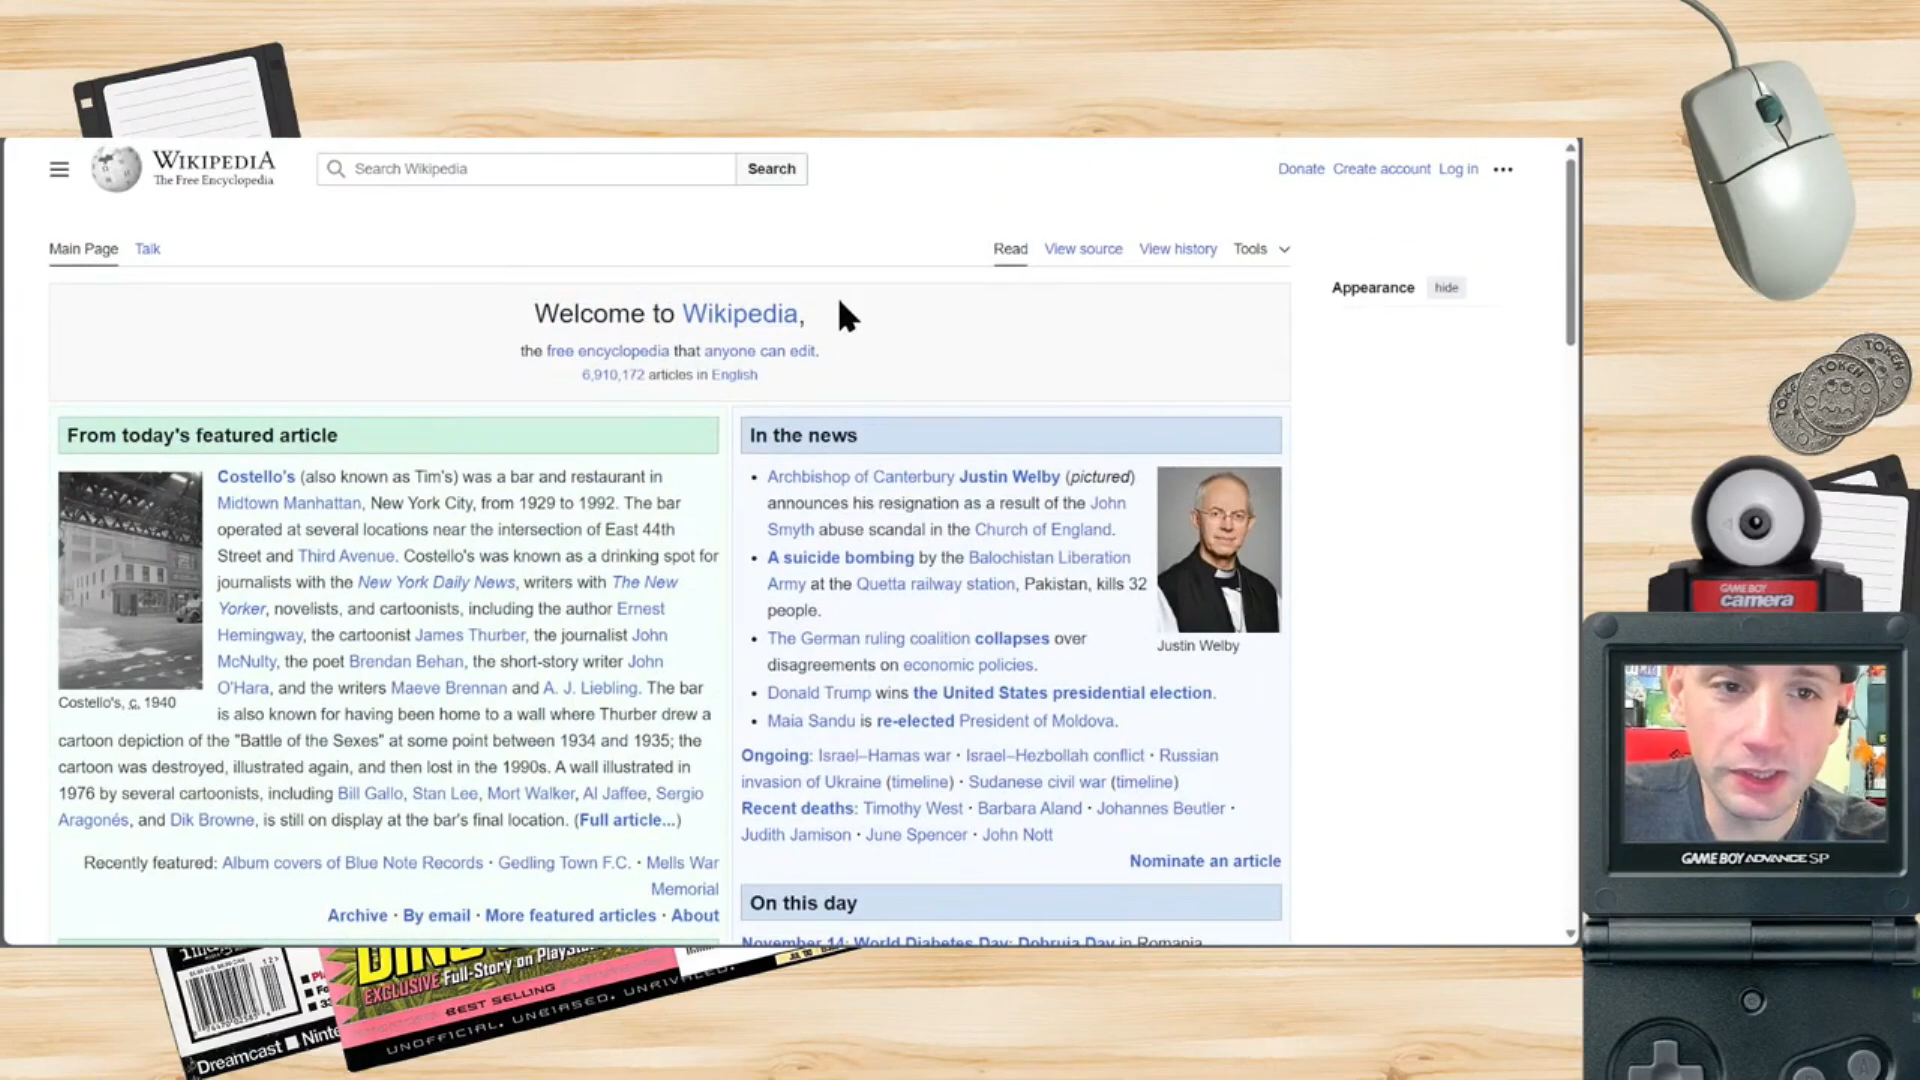 WIKIPEDIA
The Free Encyclopedia
Search Wikipedia
Search
Donate Create account Log in
Main Page Talk
Read View source View history Tools
Appearance hide
Welcome to Wikipedia,
the free encyclopedia that anyone can edit.
6,910,172 articles in English
From today's featured article
Costello's (also known as Tim's) was a bar and restaurant in
Midtown Manhattan, New York City, from 1929 to 1992. The bar
operated at several locations near the intersection of East 44th
Street and Third Avenue. Costello's was known as a drinking spot for
journalists with the New York Daily News, writers with The New
Yorker, novelists, and cartoonists, including the author Ernest
Hemingway, the cartoonist James Thurber, the journalist John
McNulty, the poet Brendan Behan, the short-story writer John
O'Hara, and the writers Maeve Brennan and A. J. Liebling. The bar
is also known for having been home to a wall where Thurber drew a
cartoon depiction of the "Battle of the Sexes" at some point between 1934 and 1935; the
cartoon was destroyed, illustrated again, and then lost in the 1990s. A wall illustrated in
1976 by several cartoonists, including Bill Gallo, Stan Lee, Mort Walker, Al Jaffee, Sergio
Aragonés, and Dik Browne, is still on display at the bar's final location. (Full article...)
Costello's, c. 1940
Recently featured: Album covers of Blue Note Records · Gedling Town F.C. · Mells War
Memorial
Archive · By email · More featured articles · About
In the news
Archbishop of Canterbury Justin Welby (pictured)
announces his resignation as a result of the John
Smyth abuse scandal in the Church of England.
A suicide bombing by the Balochistan Liberation
Army at the Quetta railway station, Pakistan, kills 32
people.
The German ruling coalition collapses over
disagreements on economic policies.
Donald Trump wins the United States presidential election.
Maia Sandu is re-elected President of Moldova.
Justin Welby
Ongoing: Israel–Hamas war · Israel–Hezbollah conflict · Russian
invasion of Ukraine (timeline) · Sudanese civil war (timeline)
Recent deaths: Timothy West · Barbara Aland · Johannes Beutler ·
Judith Jamison · June Spencer · John Nott
Nominate an article
On this day
November 14: World Diabetes Day; Dobruja Day in Romania
TOKEN
TOKEN
GAME BOY
camera
GAME BOY ADVANCE SP
EXCLUSIVE Full-Story on PlaySt
BEST SELLING
UNOFFICIAL, UNBIASED, UNRIVALED.
Dreamcast ■ Ninte